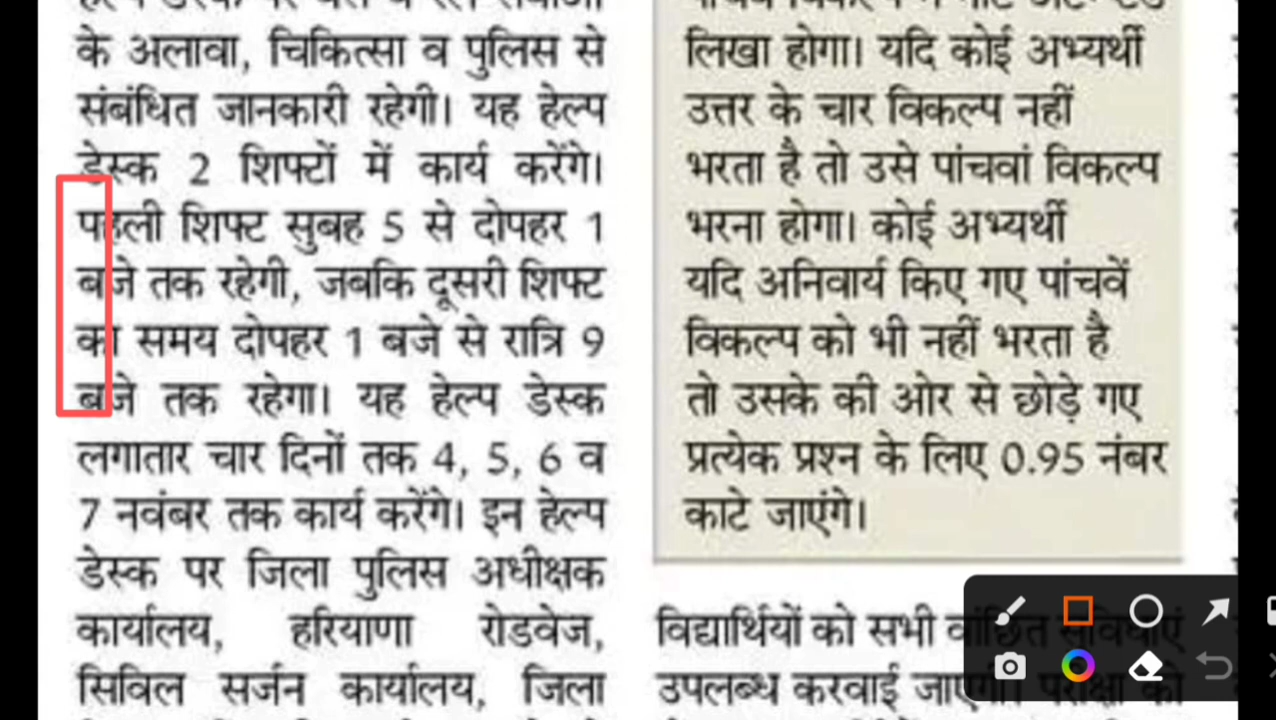 के अलावा, चिकित्सा व पुलिस से
संबंधित जानकारी रहेगी। यह हेल्प
डेस्क 2 शिफ्टों में कार्य करेंगे।
पहली शिफ्ट सुबह 5 से दोपहर 1
बजे तक रहेगी, जबकि दूसरी शिफ्ट
का समय दोपहर 1 बजे से रात्रि 9
बजे तक रहेगा। यह हेल्प डेस्क
लगातार चार दिनों तक 4, 5, 6 व
7 नवंबर तक कार्य करेंगे। इन हेल्प
डेस्क पर जिला पुलिस अधीक्षक
कार्यालय, हरियाणा रोडवेज,
सिविल सर्जन कार्यालय, जिला
लिखा होगा। यदि कोई अभ्यर्थी
उत्तर के चार विकल्प नहीं
भरता है तो उसे पांचवां विकल्प
भरना होगा। कोई अभ्यर्थी
यदि अनिवार्य किए गए पांचवें
विकल्प को भी नहीं भरता है
तो उसके की ओर से छोड़े गए
प्रत्येक प्रश्न के लिए 0.95 नंबर
काटे जाएंगे।
विद्यार्थियों को सभी वांछित सुविधाएं
उपलब्ध करवाई जाएंगी। परीक्षा को